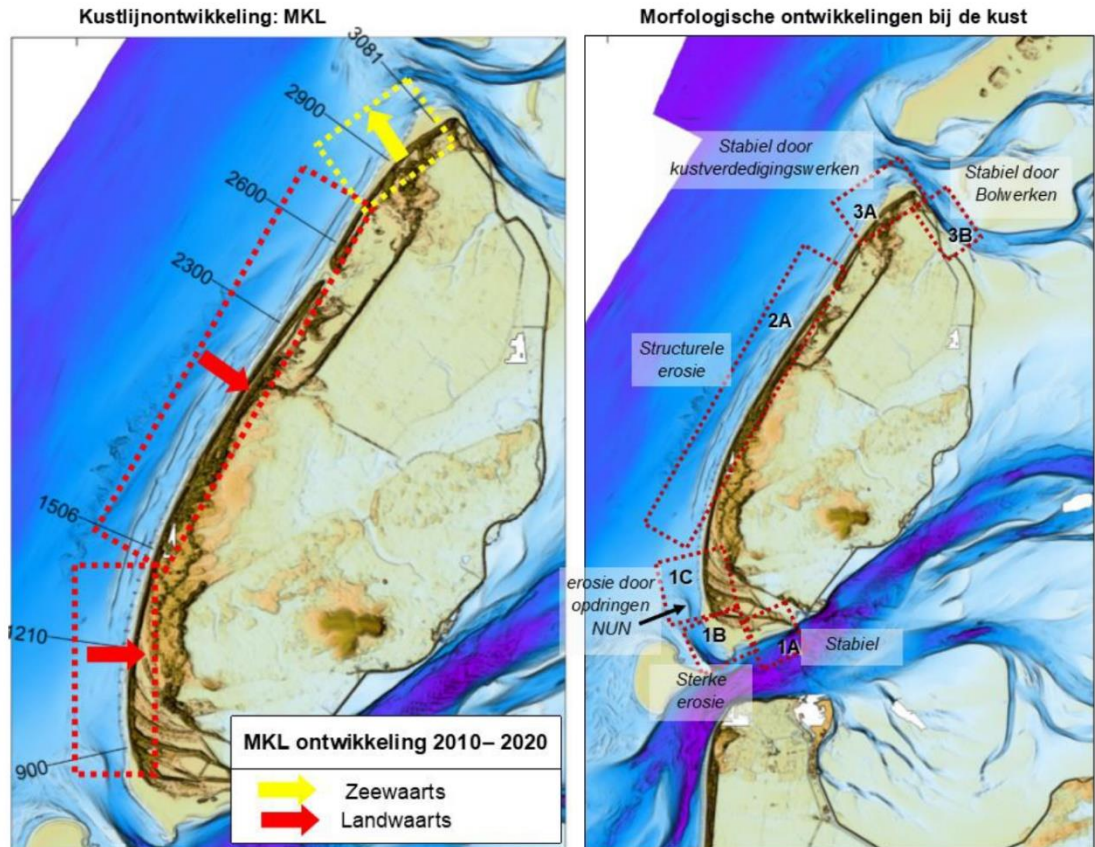 Kustlijnontwikkeling: MKL
3081
2900
2600
2300
1506
1210
900
MKL ontwikkeling 2010– 2020
Zeewaarts
Landwaarts
Morfologische ontwikkelingen bij de kust
Stabiel door
kustverdedigingswerken
Stabiel door
Bolwerken
3A
3B
2A
Structurele
erosie
1C
erosie door
opdringen
NUN
1B
1A
Stabiel
Sterke
erosie